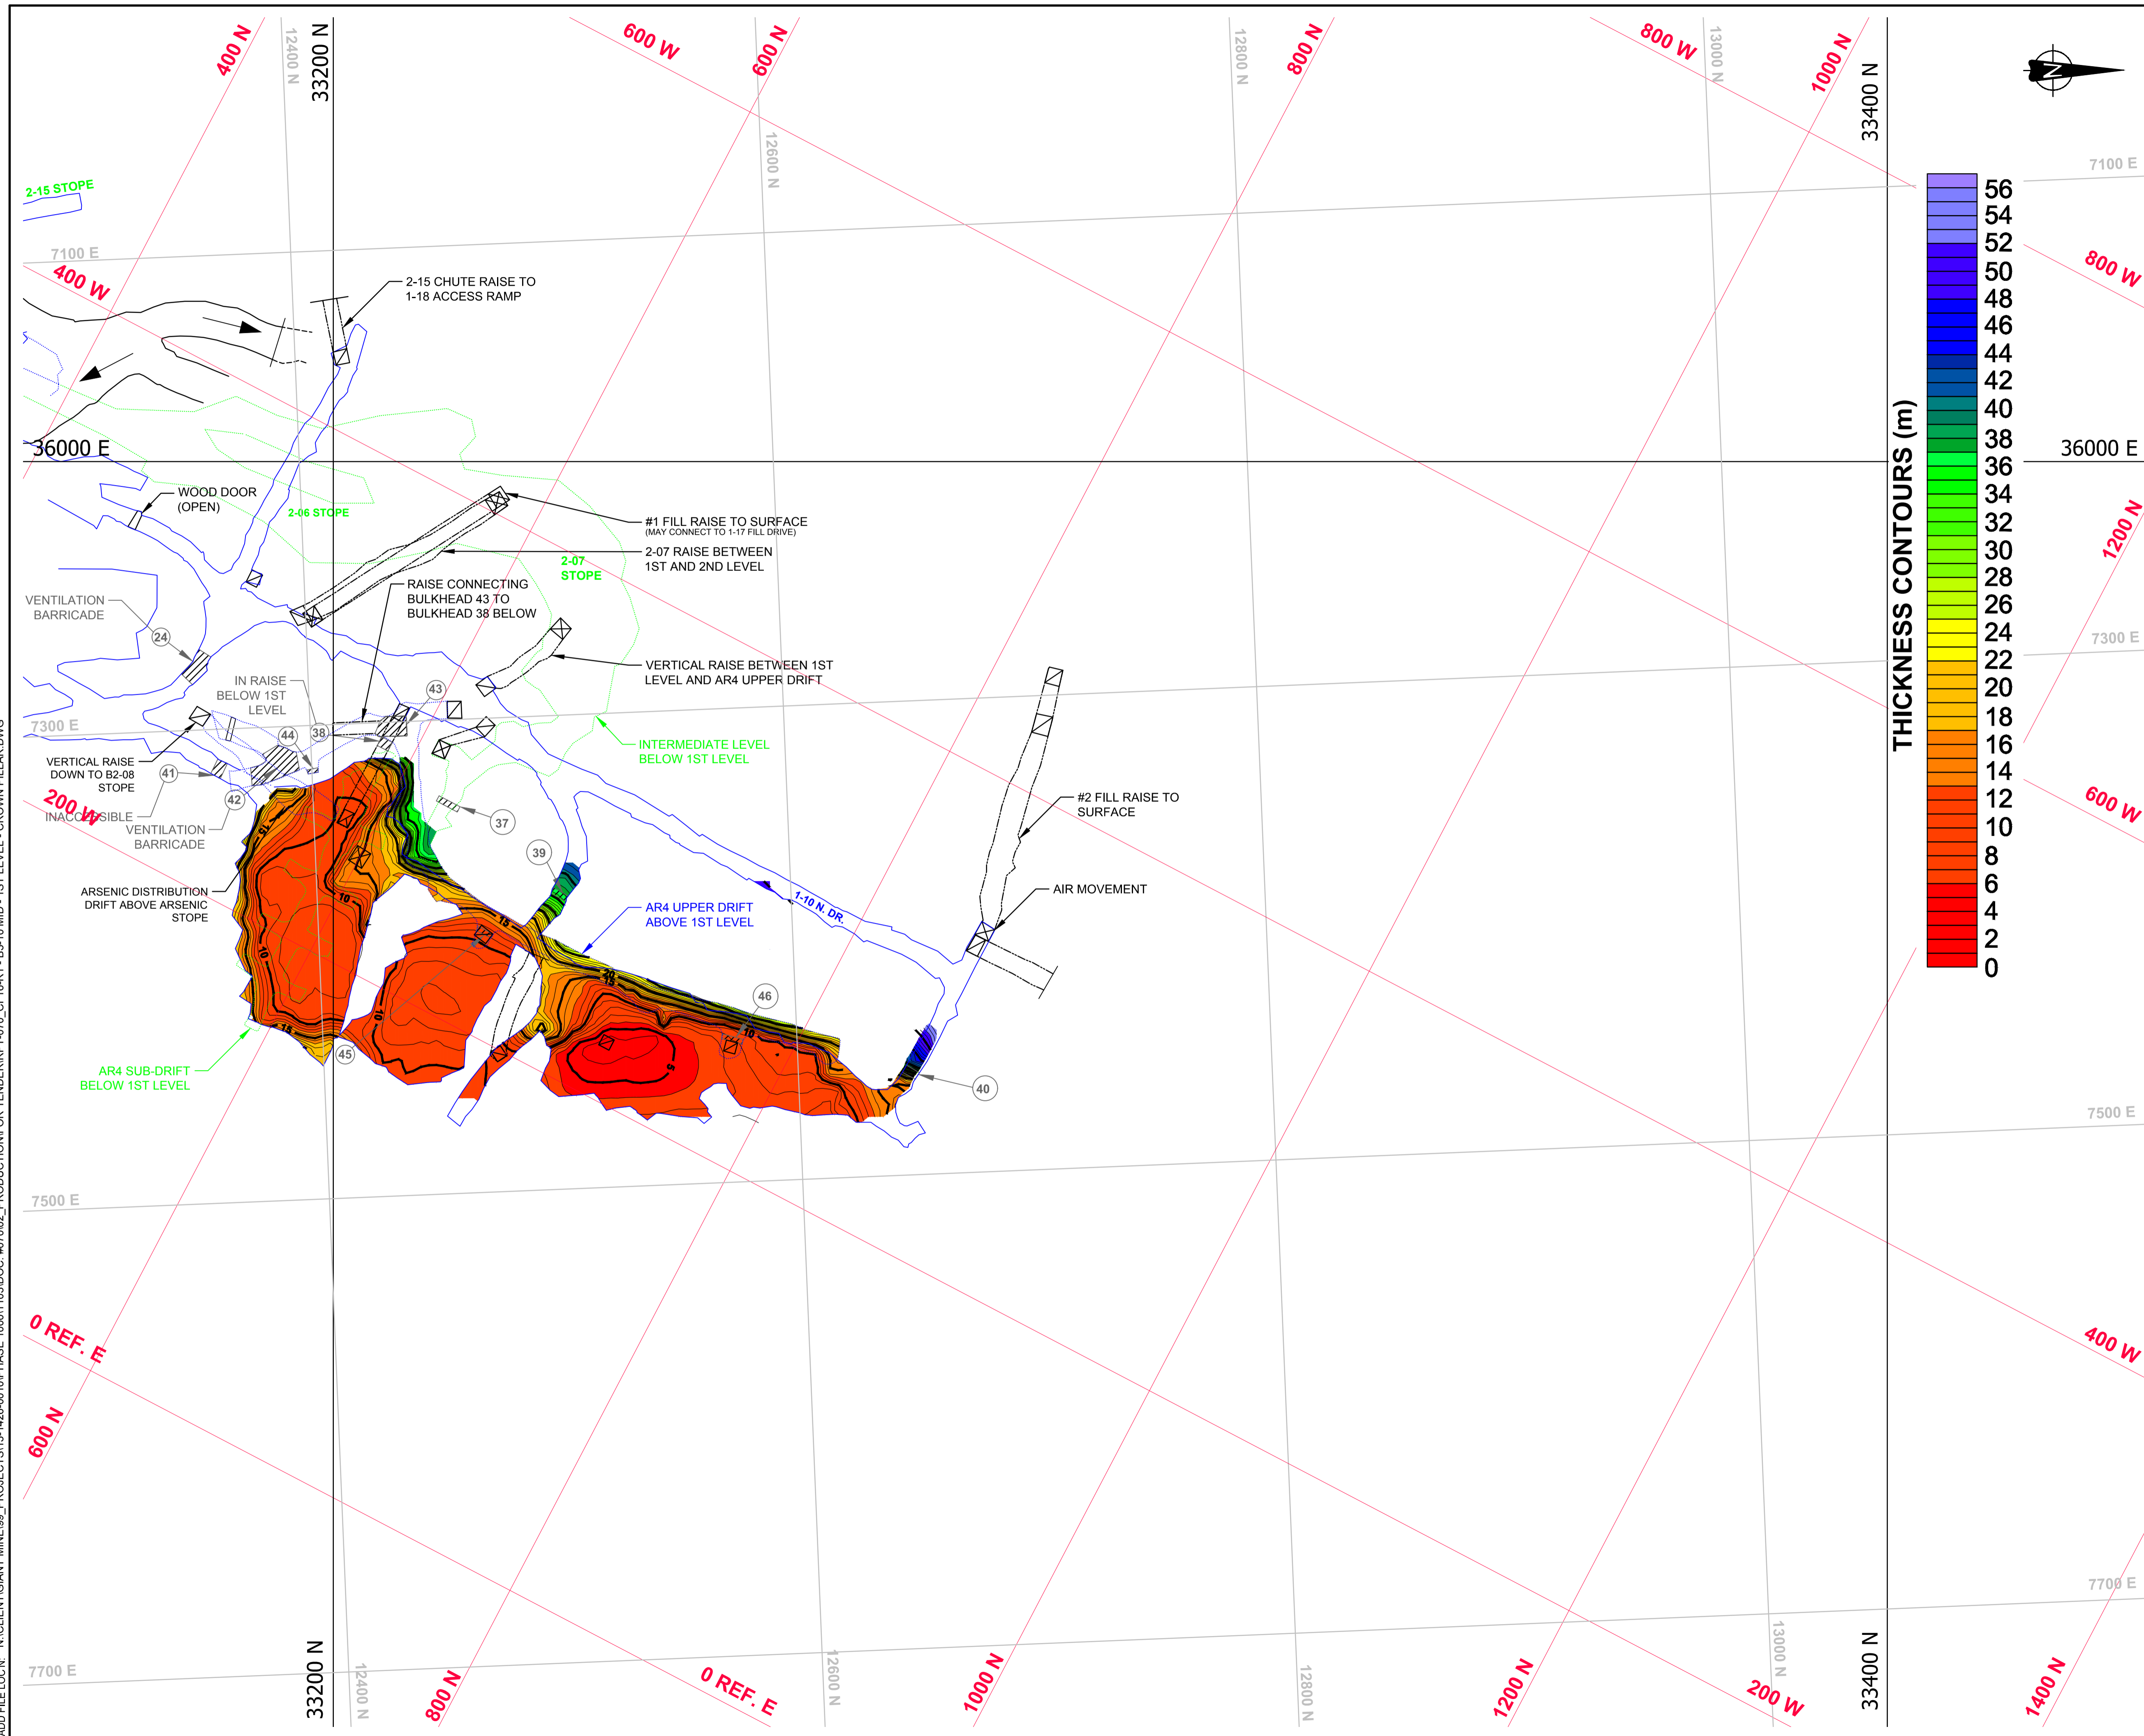 400 N
12400 N
33200 N
600 W
600 N
12600 N
12800 N
800 N
800 W
13000 N
1000 N
33400 N
N
7100 E
2-15 STOPE
7100 E
400 W
2-15 CHUTE RAISE TO
1-18 ACCESS RAMP
800 W
36000 E
36000 E
THICKNESS CONTOURS (m)
56
54
52
50
48
46
44
42
40
38
36
34
32
30
28
26
24
22
20
18
16
14
12
10
8
6
4
2
0
WOOD DOOR
(OPEN)
2-06 STOPE
#1 FILL RAISE TO SURFACE
(MAY CONNECT TO 1-17 FILL DRIVE)
2-07 RAISE BETWEEN
1ST AND 2ND LEVEL
2-07
STOPE
1200 N
RAISE CONNECTING
BULKHEAD 43 TO
BULKHEAD 38 BELOW
VENTILATION
BARRICADE
24
VERTICAL RAISE BETWEEN 1ST
LEVEL AND AR4 UPPER DRIFT
7300 E
IN RAISE
BELOW 1ST
LEVEL
43
38
44
7300 E
INTERMEDIATE LEVEL
BELOW 1ST LEVEL
VERTICAL RAISE
DOWN TO B2-08
STOPE
41
42
200 W
INACCESSIBLE
VENTILATION
BARRICADE
37
#2 FILL RAISE TO
SURFACE
600 W
39
ARSENIC DISTRIBUTION
DRIFT ABOVE ARSENIC
STOPE
AR4 UPPER DRIFT
ABOVE 1ST LEVEL
1-10 N. DR.
AIR MOVEMENT
15
10
10
15
15
10
20
15
10
5
46
45
40
AR4 SUB-DRIFT
BELOW 1ST LEVEL
7500 E
7500 E
0 REF. E
400 W
600 N
7700 E
7700 E
33200 N
12400 N
800 N
0 REF. E
12600 N
1000 N
12800 N
1200 N
200 W
13000 N
33400 N
1400 N